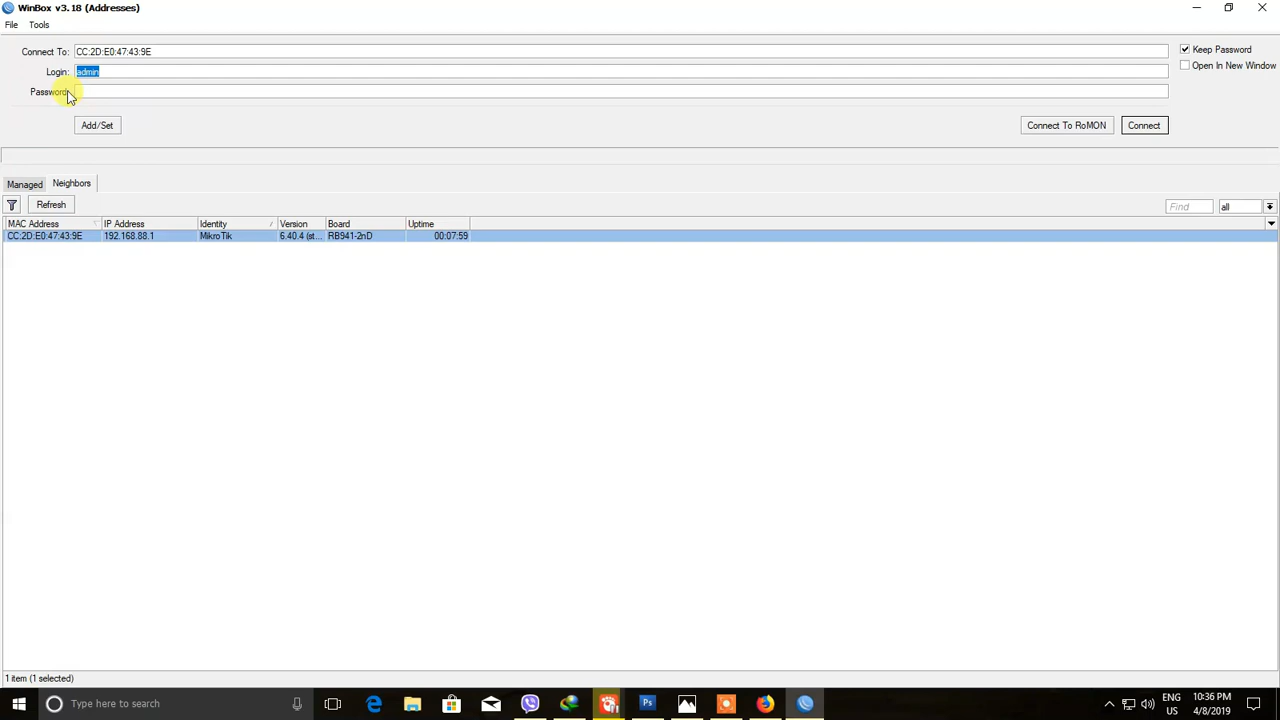 WinBox v3.18 (Addresses)
File Tools
Connect To: CC:2D:E0:47:43:9E
Keep Password
Login: admin
Open In New Window
Password:
Add/Set Connect To RoMON Connect
Managed Neighbors
Refresh Find all
MAC Address IP Address Identity Version Board Uptime
CC:2D:E0:47:43:9E 192.168.88.1 MikroTik 6.40.4 (st... RB941-2nD 00:07:59
1 item (1 selected)
Type here to search
ENG 10:36 PM
US 4/8/2019